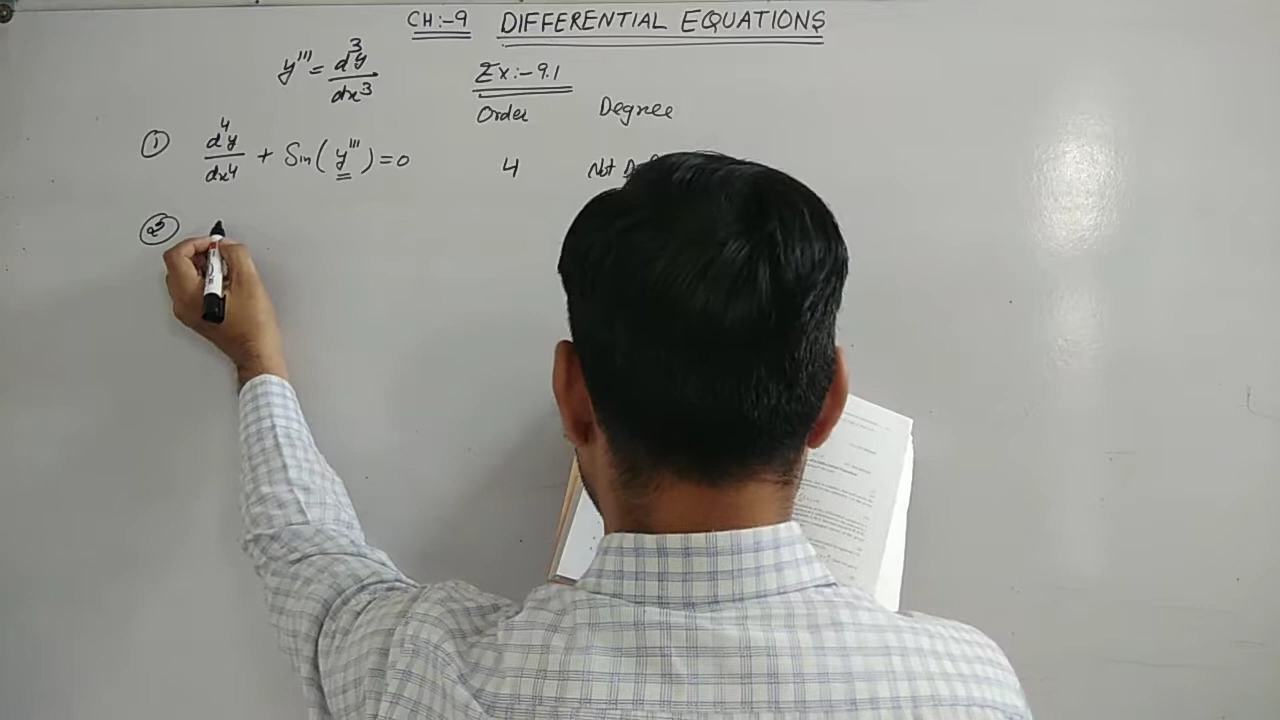 CH:-9 DIFFERENTIAL EQUATIONS
y''' = d³y/dx³
Ex:-9.1
Order Degree
① d⁴y/dx⁴ + Sin(y''') = 0 4 Not
②